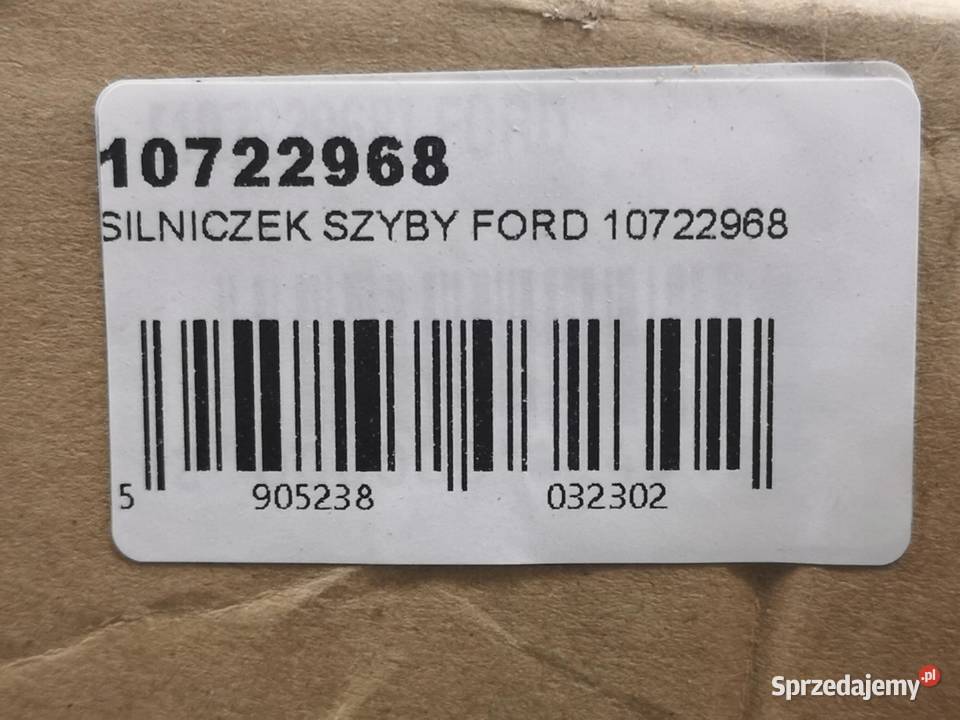 10722968
SILNICZEK SZYBY FORD 10722968
5 905238 032302
Sprzedajemy.pl